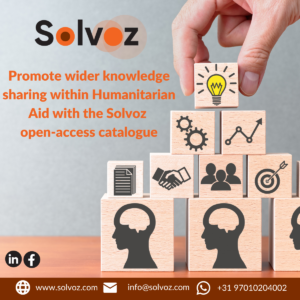 Solvoz
Promote wider knowledge
sharing within Humanitarian
Aid with the Solvoz
open-access catalogue
www.solvoz.com
info@solvoz.com
+31 97010204002